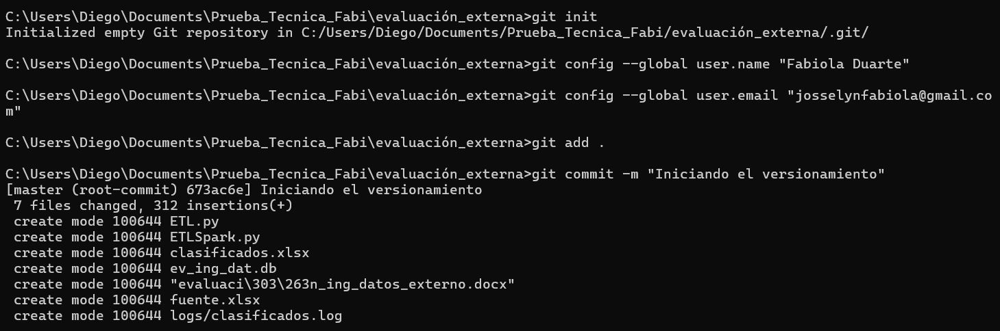 C:\Users\Diego\Documents\Prueba_Tecnica_Fabi\evaluación_externa>git init
Initialized empty Git repository in C:/Users/Diego/Documents/Prueba_Tecnica_Fabi/evaluación_externa/.git/
C:\Users\Diego\Documents\Prueba_Tecnica_Fabi\evaluación_externa>git config --global user.name "Fabiola Duarte"
C:\Users\Diego\Documents\Prueba_Tecnica_Fabi\evaluación_externa>git config --global user.email "josselynfabiola@gmail.co
m"
C:\Users\Diego\Documents\Prueba_Tecnica_Fabi\evaluación_externa>git add .
C:\Users\Diego\Documents\Prueba_Tecnica_Fabi\evaluación_externa>git commit -m "Iniciando el versionamiento"
[master (root-commit) 673ac6e] Iniciando el versionamiento
 7 files changed, 312 insertions(+)
 create mode 100644 ETL.py
 create mode 100644 ETLSpark.py
 create mode 100644 clasificados.xlsx
 create mode 100644 ev_ing_dat.db
 create mode 100644 "evaluaci\303\263n_ing_datos_externo.docx"
 create mode 100644 fuente.xlsx
 create mode 100644 logs/clasificados.log